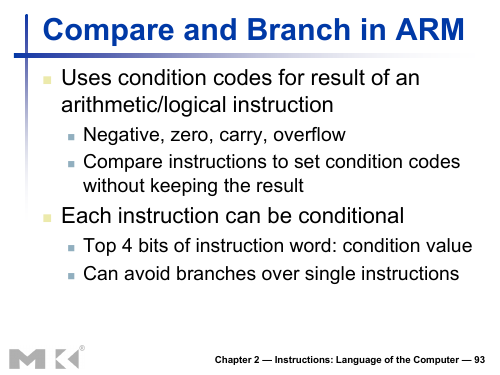 Compare and Branch in ARM
Uses condition codes for result of an
arithmetic/logical instruction
Negative, zero, carry, overflow
Compare instructions to set condition codes
without keeping the result
Each instruction can be conditional
Top 4 bits of instruction word: condition value
Can avoid branches over single instructions
MK®
Chapter 2 — Instructions: Language of the Computer — 93